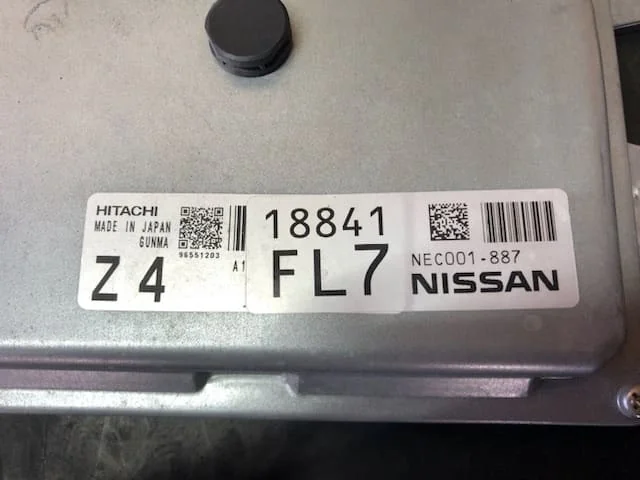 HITACHI
MADE IN JAPAN
GUNMA
96551203
Z4
A1
18841
FL7
NEC001-887
NISSAN